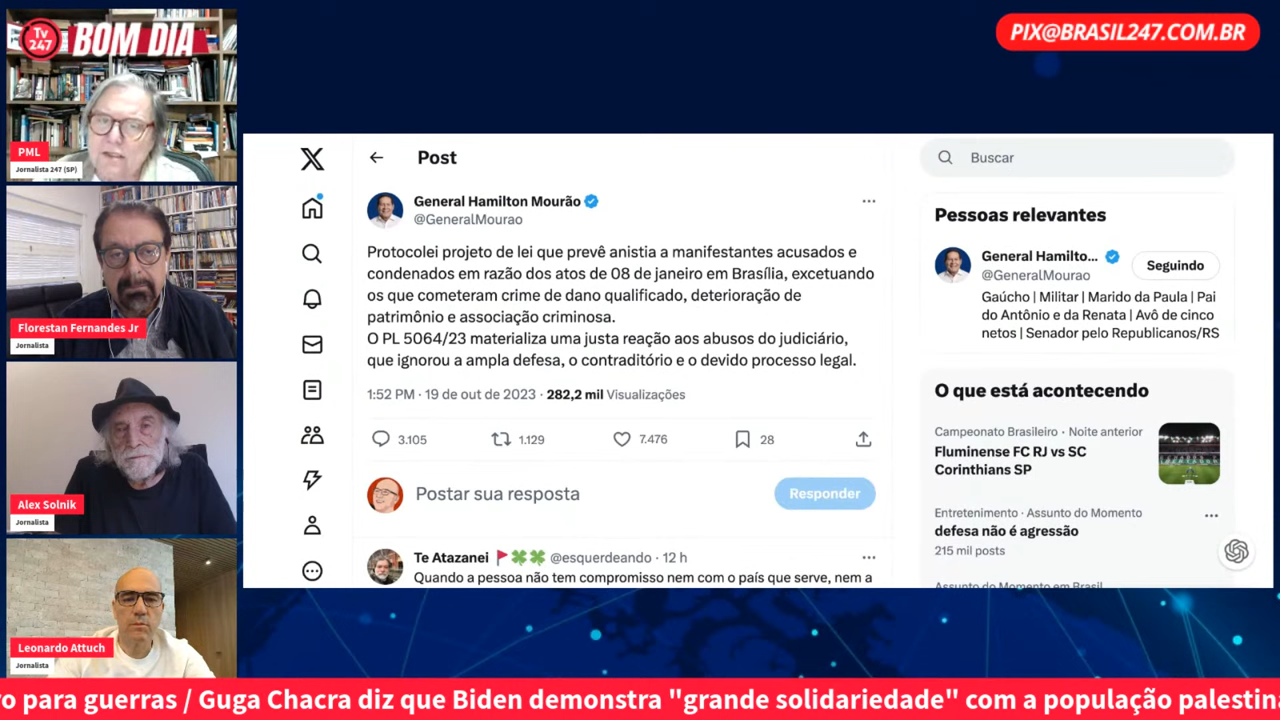 Tv 247
BOM DIA
PML
Jornalista 247 (SP)
Florestan Fernandes Jr
Jornalista
Alex Solnik
Jornalista
Leonardo Attuch
Jornalista
PIX@BRASIL247.COM.BR
Post
General Hamilton Mourão
@GeneralMourao
Protocolei projeto de lei que prevê anistia a manifestantes acusados e
condenados em razão dos atos de 08 de janeiro em Brasília, excetuando
os que cometeram crime de dano qualificado, deterioração de
patrimônio e associação criminosa.
O PL 5064/23 materializa uma justa reação aos abusos do judiciário,
que ignorou a ampla defesa, o contraditório e o devido processo legal.
1:52 PM · 19 de out de 2023 · 282,2 mil Visualizações
3.105 1.129 7.476 28
Postar sua resposta
Responder
Te Atazanei 🚩🍀🍀 @esquerdeando · 12 h
Quando a pessoa não tem compromisso nem com o país que serve, nem a
Buscar
Pessoas relevantes
General Hamilto...
@GeneralMourao
Seguindo
Gaúcho | Militar | Marido da Paula | Pai
do Antônio e da Renata | Avô de cinco
netos | Senador pelo Republicanos/RS
O que está acontecendo
Campeonato Brasileiro · Noite anterior
Fluminense FC RJ vs SC
Corinthians SP
Entretenimento · Assunto do Momento
defesa não é agressão
215 mil posts
Assunto do Momento em Brasil
vo para guerras / Guga Chacra diz que Biden demonstra "grande solidariedade" com a população palestina